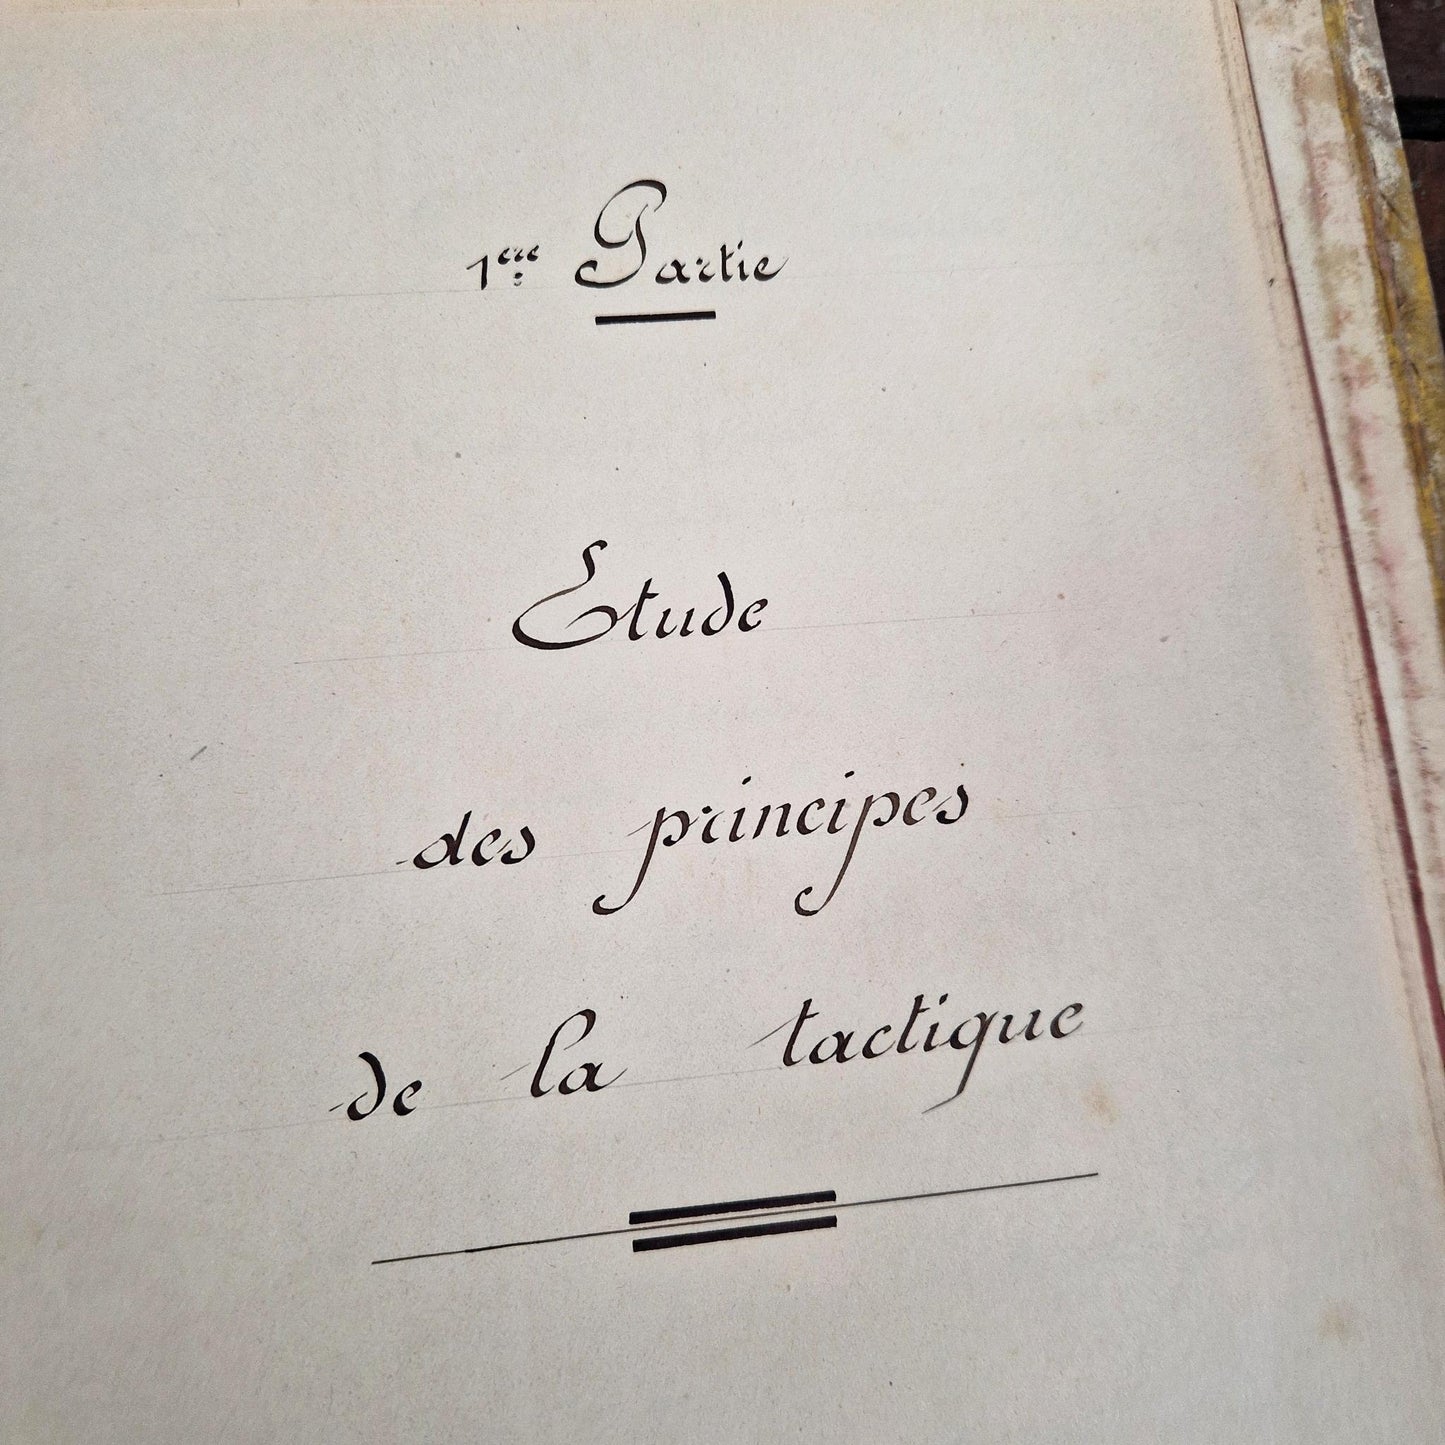 1ère Partie
Etude
des principes
de la tactique